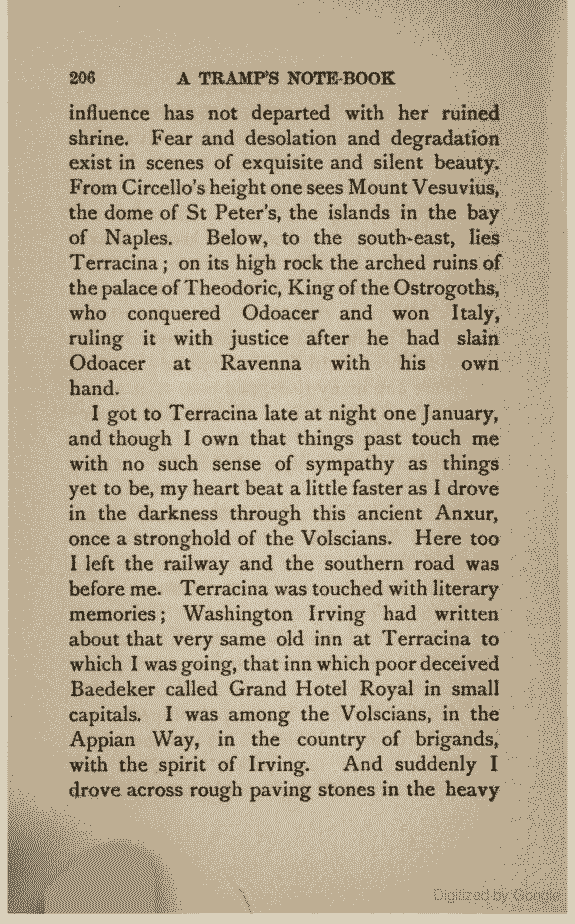 206 A TRAMP'S NOTE-BOOK
influence has not departed with her ruined
shrine. Fear and desolation and degradation
exist in scenes of exquisite and silent beauty.
From Circello's height one sees Mount Vesuvius,
the dome of St Peter's, the islands in the bay
of Naples. Below, to the south-east, lies
Terracina; on its high rock the arched ruins of
the palace of Theodoric, King of the Ostrogoths,
who conquered Odoacer and won Italy,
ruling it with justice after he had slain
Odoacer at Ravenna with his own
hand.
I got to Terracina late at night one January,
and though I own that things past touch me
with no such sense of sympathy as things
yet to be, my heart beat a little faster as I drove
in the darkness through this ancient Anxur,
once a stronghold of the Volscians. Here too
I left the railway and the southern road was
before me. Terracina was touched with literary
memories; Washington Irving had written
about that very same old inn at Terracina to
which I was going, that inn which poor deceived
Baedeker called Grand Hotel Royal in small
capitals. I was among the Volscians, in the
Appian Way, in the country of brigands,
with the spirit of Irving. And suddenly I
drove across rough paving stones in the heavy
Digitized by Google